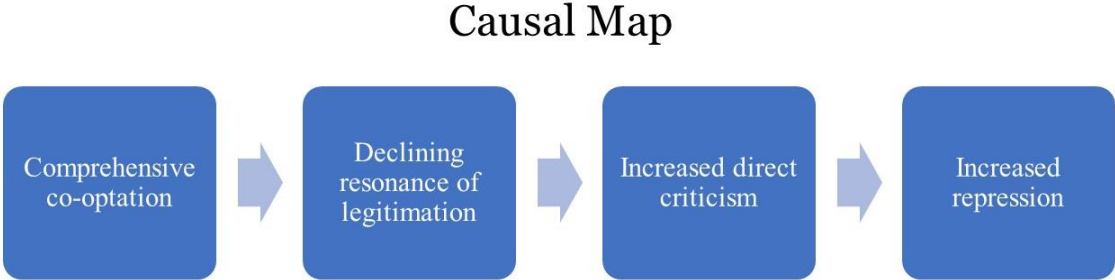 Causal Map
Comprehensive
co-optation
Declining
resonance of
legitimation
Increased direct
criticism
Increased
repression